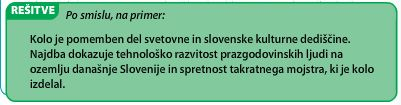 REŠITVE
Po smislu, na primer:
Kolo je pomemben del svetovne in slovenske kulturne dediščine.
Najdba dokazuje tehnološko razvitost prazgodovinskih ljudi na
ozemlju današnje Slovenije in spretnost takratnega mojstra, ki je kolo
izdelal.